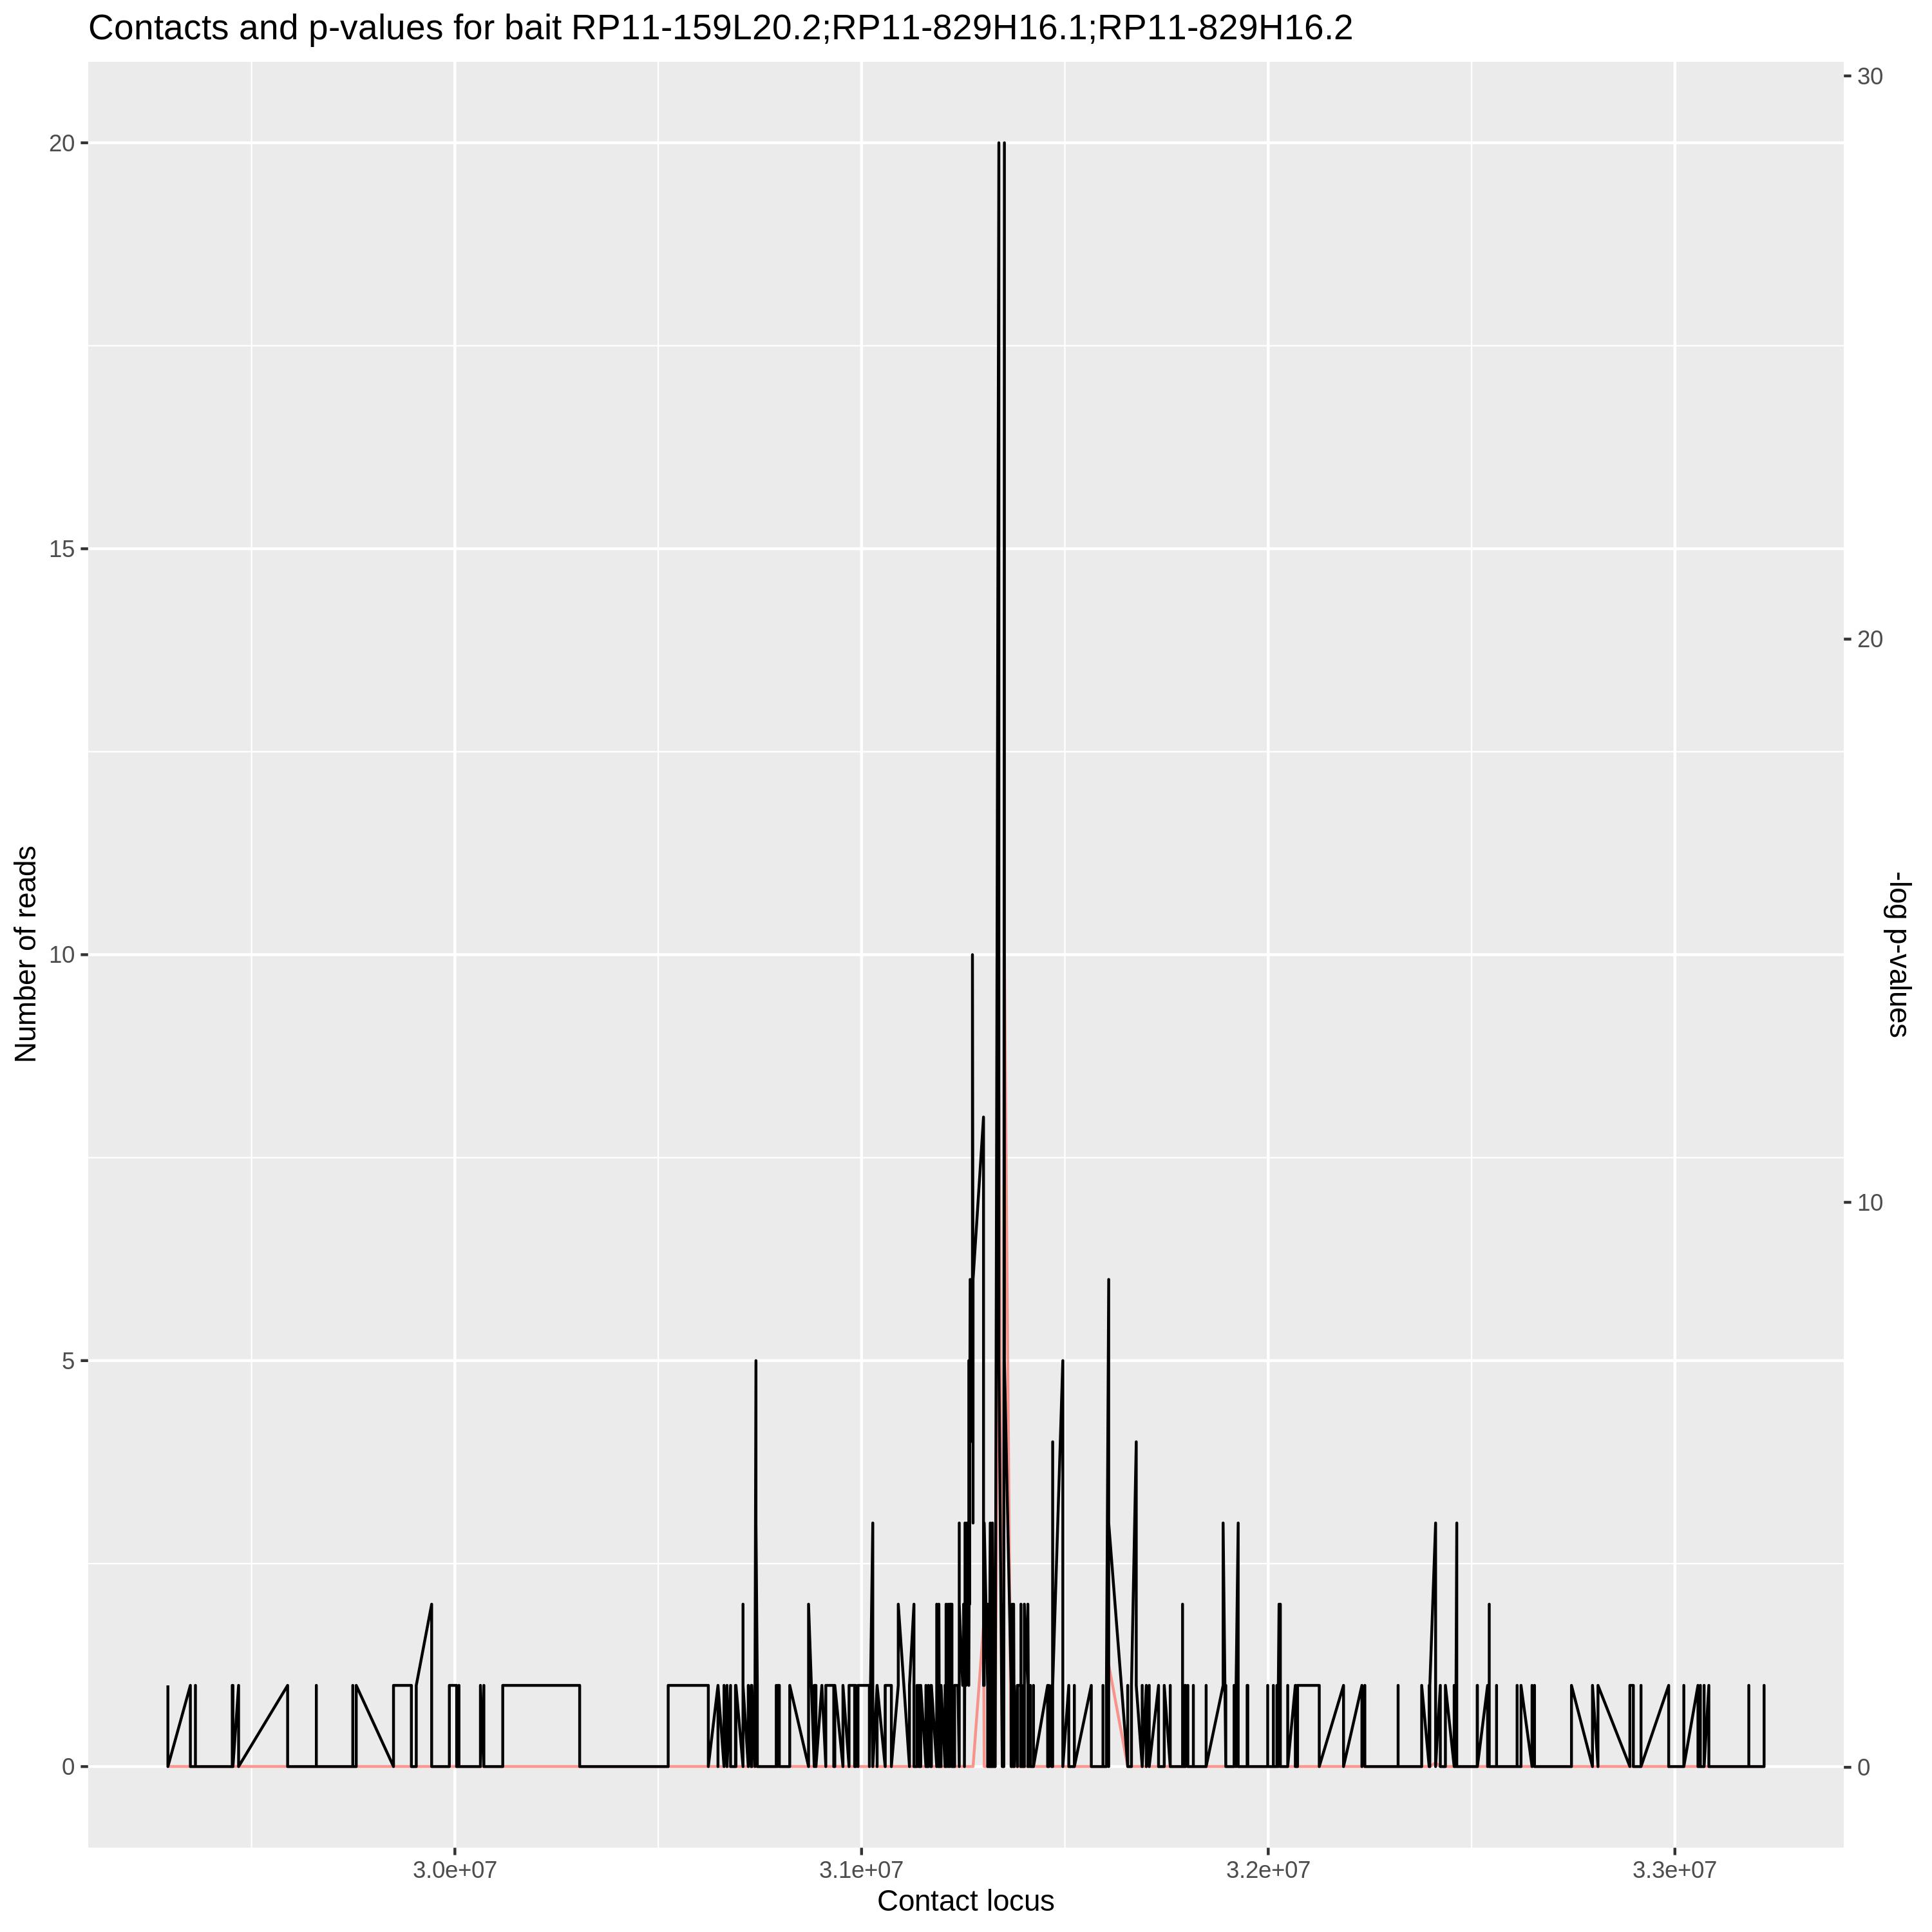 Contacts and p-values for bait RP11-159L20.2;RP11-829H16.1;RP11-829H16.2
30
20
15
20
Number of reads
-log p-values
10
10
5
0
0
3.0e+07
3.1e+07
3.2e+07
3.3e+07
Contact locus